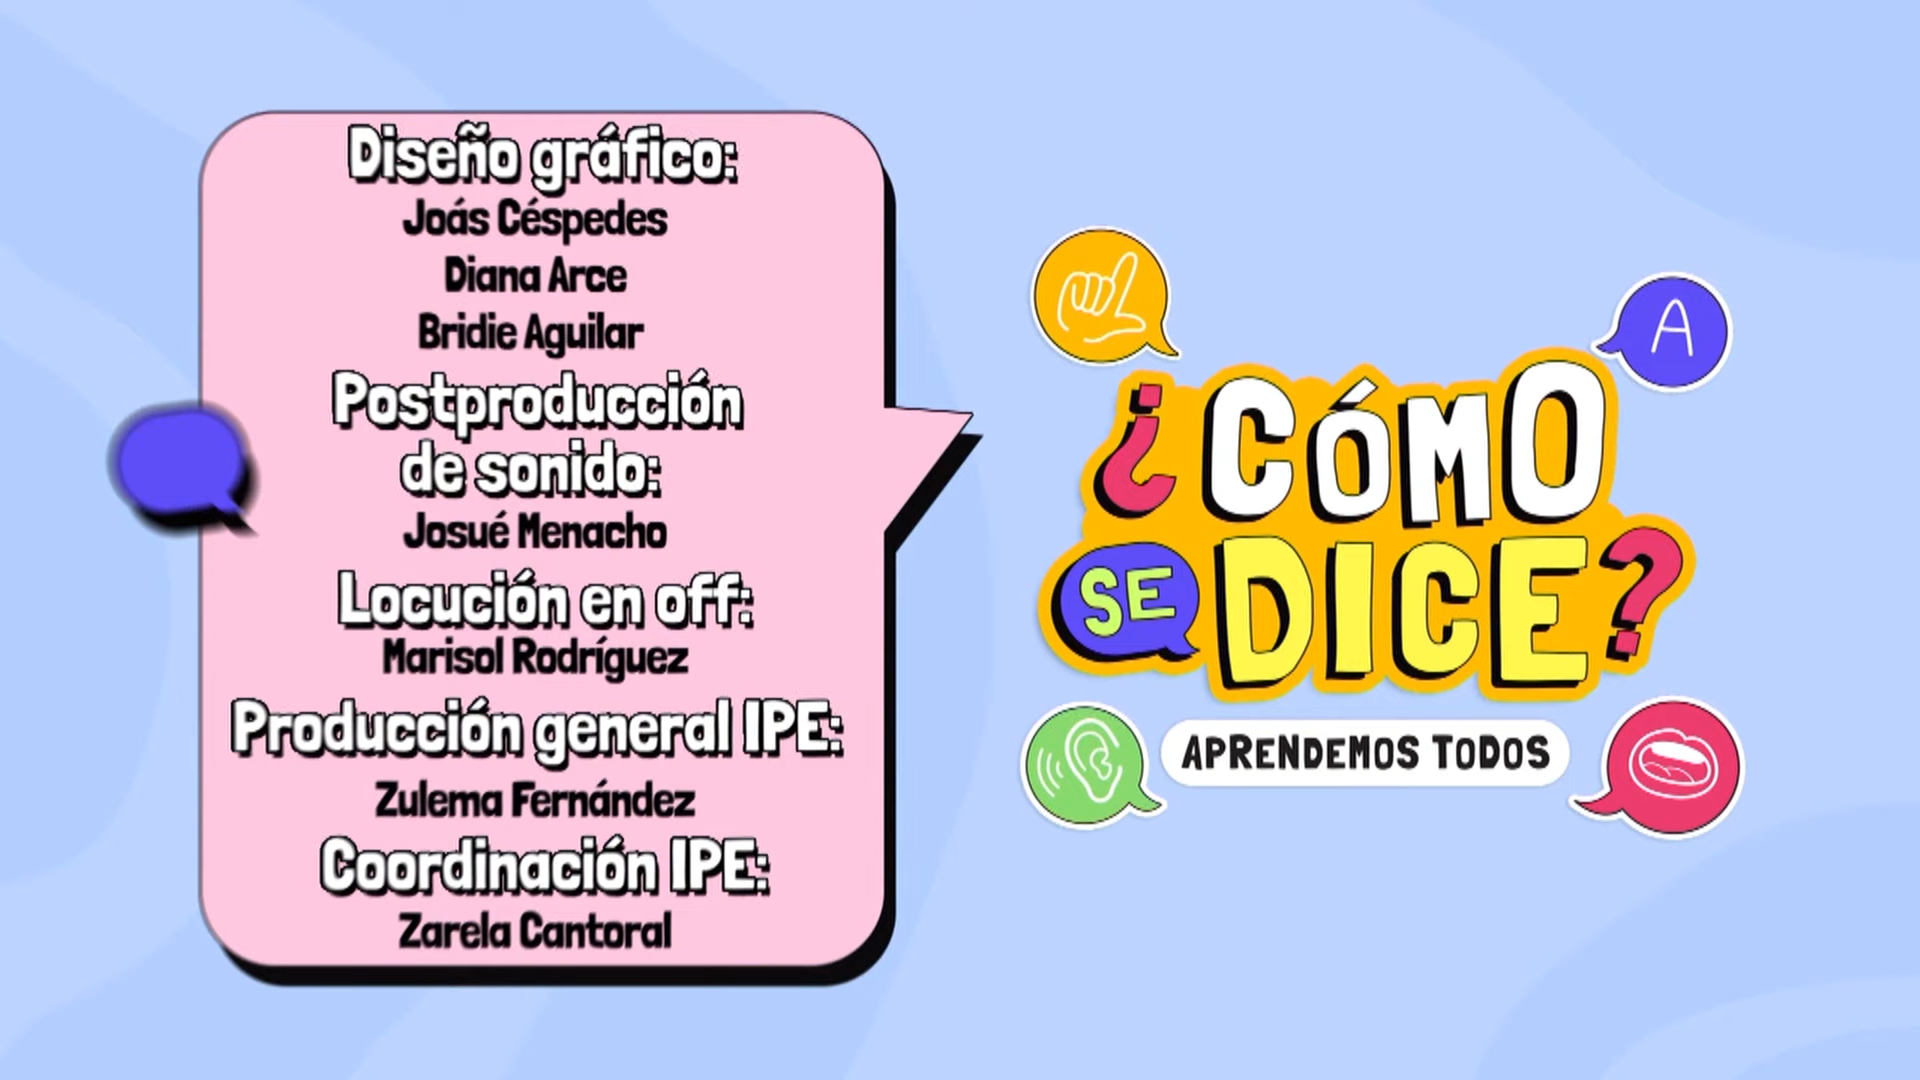 Diseño gráfico:
Joás Céspedes
Diana Arce
Bridie Aguilar
Postproducción
de sonido:
Josué Menacho
Locución en off:
Marisol Rodríguez
Producción general IPE:
Zulema Fernández
Coordinación IPE:
Zarela Cantoral
A
¿CÓMO
SE DICE?
APRENDEMOS TODOS